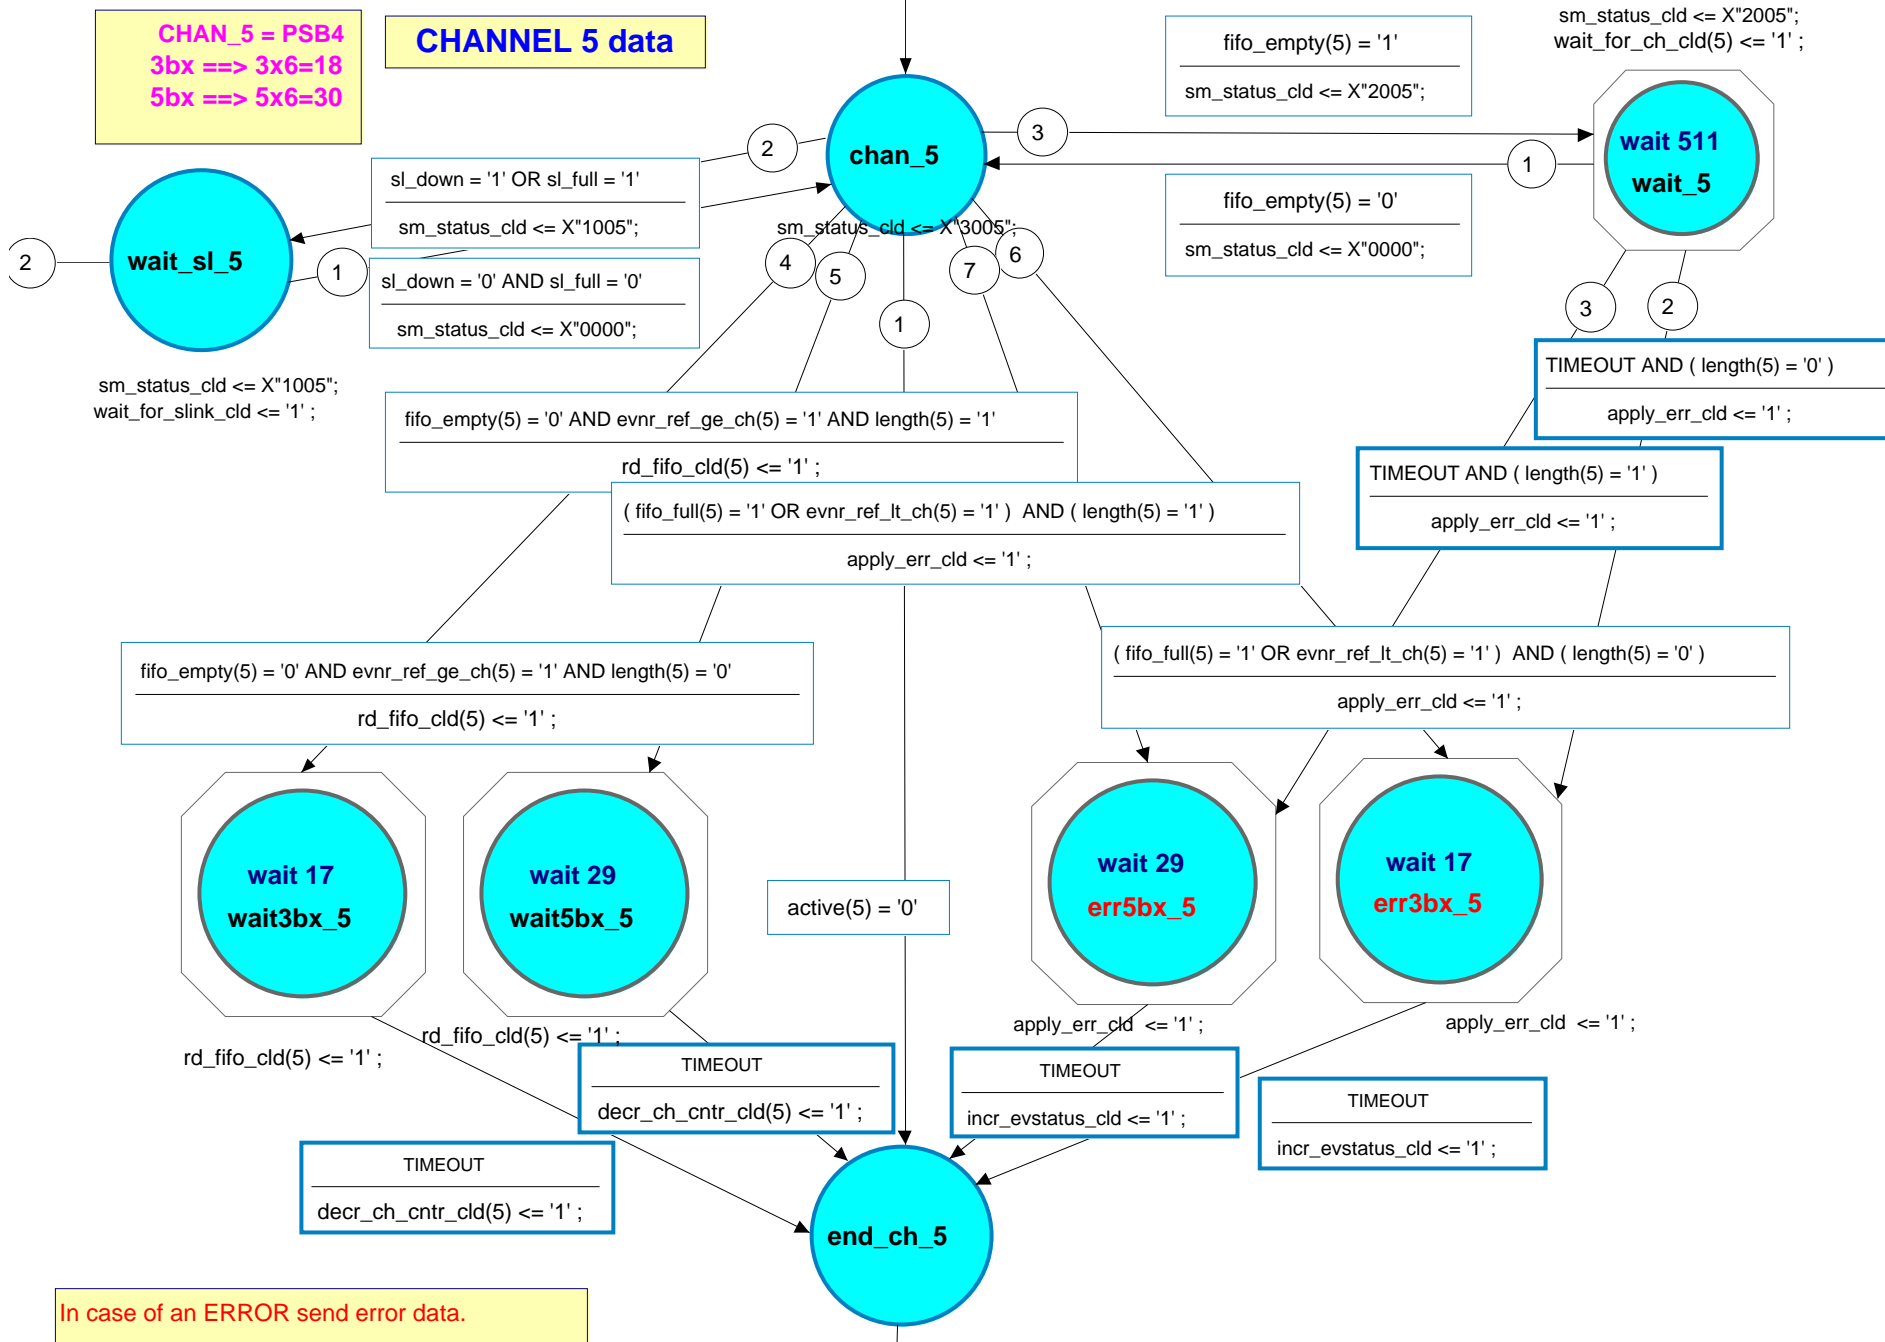 CHAN_5 = PSB4
3bx ==> 3x6=18
5bx ==> 5x6=30
CHANNEL 5 data
fifo_empty(5) = '1'
sm_status_cld <= X"2005";
sm_status_cld <= X"2005";
wait_for_ch_cld(5) <= '1' ;
2
chan_5
3
wait 511
wait_5
1
sl_down = '1' OR sl_full = '1'
sm_status_cld <= X"1005";
fifo_empty(5) = '0'
sm_status_cld <= X"0000";
sm_status_cld <= X"3005";
2
wait_sl_5
1
sl_down = '0' AND sl_full = '0'
sm_status_cld <= X"0000";
4
5
1
7
6
3
2
sm_status_cld <= X"1005";
wait_for_slink_cld <= '1' ;
TIMEOUT AND ( length(5) = '0' )
apply_err_cld <= '1' ;
fifo_empty(5) = '0' AND evnr_ref_ge_ch(5) = '1' AND length(5) = '1'
rd_fifo_cld(5) <= '1' ;
TIMEOUT AND ( length(5) = '1' )
apply_err_cld <= '1' ;
( fifo_full(5) = '1' OR evnr_ref_lt_ch(5) = '1' ) AND ( length(5) = '1' )
apply_err_cld <= '1' ;
fifo_empty(5) = '0' AND evnr_ref_ge_ch(5) = '1' AND length(5) = '0'
rd_fifo_cld(5) <= '1' ;
( fifo_full(5) = '1' OR evnr_ref_lt_ch(5) = '1' ) AND ( length(5) = '0' )
apply_err_cld <= '1' ;
wait 17
wait3bx_5
wait 29
wait5bx_5
active(5) = '0'
wait 29
err5bx_5
wait 17
err3bx_5
rd_fifo_cld(5) <= '1' ;
rd_fifo_cld(5) <= '1' ;
apply_err_cld <= '1' ;
apply_err_cld <= '1' ;
TIMEOUT
decr_ch_cntr_cld(5) <= '1' ;
TIMEOUT
incr_evstatus_cld <= '1' ;
TIMEOUT
incr_evstatus_cld <= '1' ;
TIMEOUT
decr_ch_cntr_cld(5) <= '1' ;
end_ch_5
In case of an ERROR send error data.